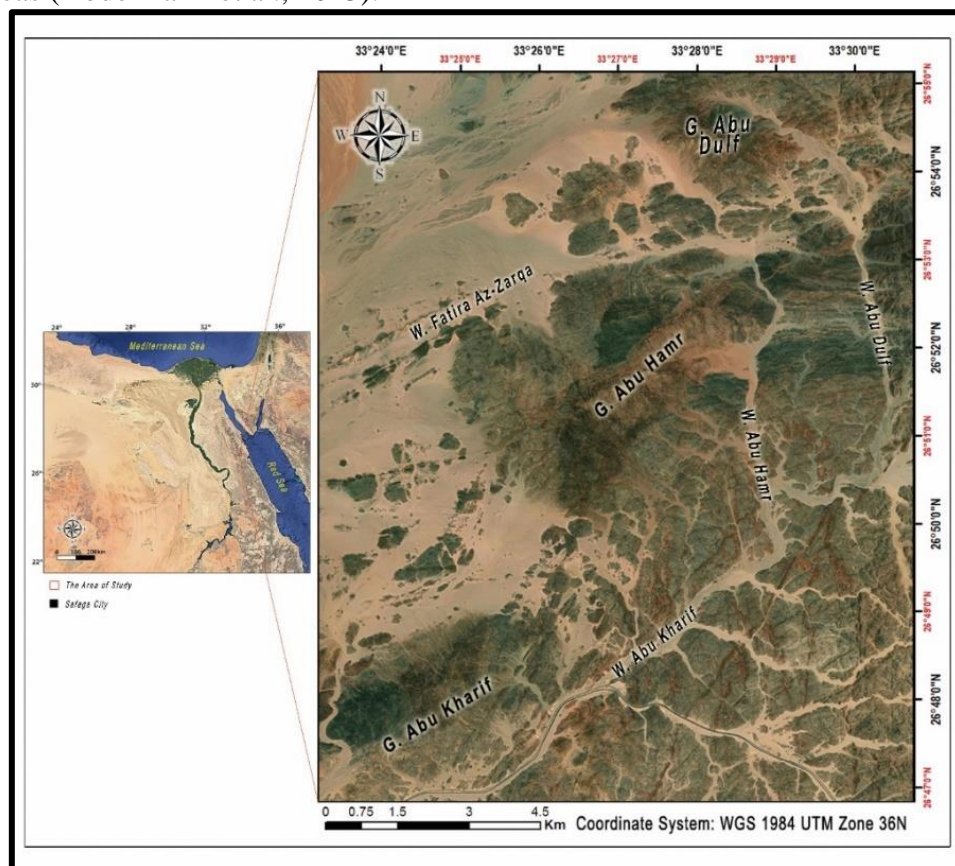 33°24'0"E 33°26'0"E 33°28'0"E 33°30'0"E
33°25'0"E 33°27'0"E 33°29'0"E
N
W E
S
G. Abu
Dulf
W. Fatira Az-Zarqa
G. Abu Hamr
W. Abu Dulf
W. Abu Hamr
W. Abu Kharif
G. Abu Kharif
26°55'0"N
26°54'0"N
26°53'0"N
26°52'0"N
26°51'0"N
26°50'0"N
26°49'0"N
26°48'0"N
26°47'0"N
32° 36°
Mediterranean Sea
30°
Red Sea
26°
22°
The Area of Study
Safaga City
0 0.75 1.5 3 4.5
Km
Coordinate System: WGS 1984 UTM Zone 36N